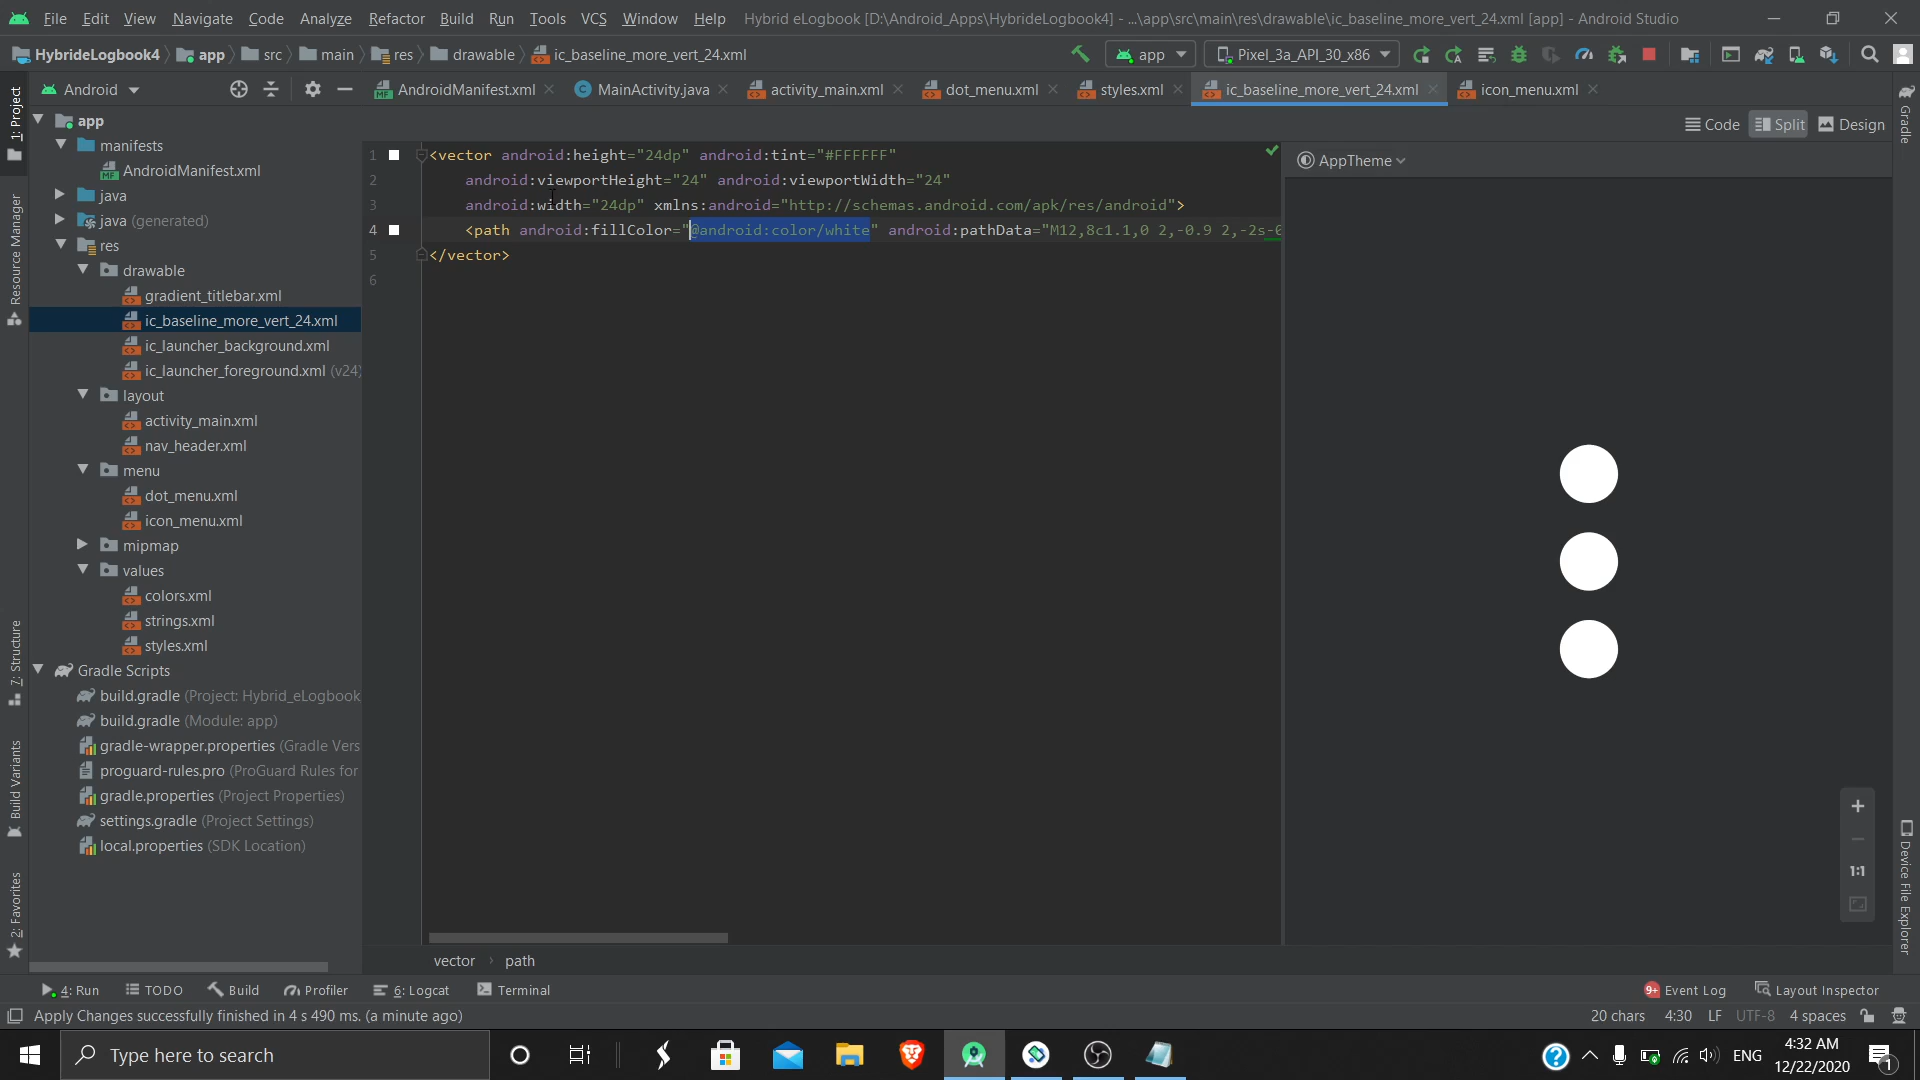 File Edit View Navigate Code Analyze Refactor Build Run Tools VCS Window Help Hybrid eLogbook [D:\Android_Apps\HybrideLogbook4] - ...\app\src\main\res\drawable\ic_baseline_more_vert_24.xml [app] - Android Studio
HybrideLogbook4 app src main res drawable ic_baseline_more_vert_24.xml app Pixel_3a_API_30_x86
Android AndroidManifest.xml MainActivity.java activity_main.xml dot_menu.xml styles.xml ic_baseline_more_vert_24.xml icon_menu.xml
Code Split Design
AppTheme
1: Project
Resource Manager
7: Structure
Build Variants
2: Favorites
app
manifests
AndroidManifest.xml
java
java (generated)
res
drawable
gradient_titlebar.xml
ic_baseline_more_vert_24.xml
ic_launcher_background.xml
ic_launcher_foreground.xml (v24)
layout
activity_main.xml
nav_header.xml
menu
dot_menu.xml
icon_menu.xml
mipmap
values
colors.xml
strings.xml
styles.xml
Gradle Scripts
build.gradle (Project: Hybrid_eLogbook
build.gradle (Module: app)
gradle-wrapper.properties (Gradle Vers
proguard-rules.pro (ProGuard Rules for
gradle.properties (Project Properties)
settings.gradle (Project Settings)
local.properties (SDK Location)
1 <vector android:height="24dp" android:tint="#FFFFFF"
2 android:viewportHeight="24" android:viewportWidth="24"
3 android:width="24dp" xmlns:android="http://schemas.android.com/apk/res/android">
4 <path android:fillColor="@android:color/white" android:pathData="M12,8c1.1,0 2,-0.9 2,-2s-0
5 </vector>
6
vector path
1:1
Gradle
Device File Explorer
4: Run TODO Build Profiler 6: Logcat Terminal 9+ Event Log Layout Inspector
Apply Changes successfully finished in 4 s 490 ms. (a minute ago) 20 chars 4:30 LF UTF-8 4 spaces
Type here to search ENG 4:32 AM
12/22/2020 1